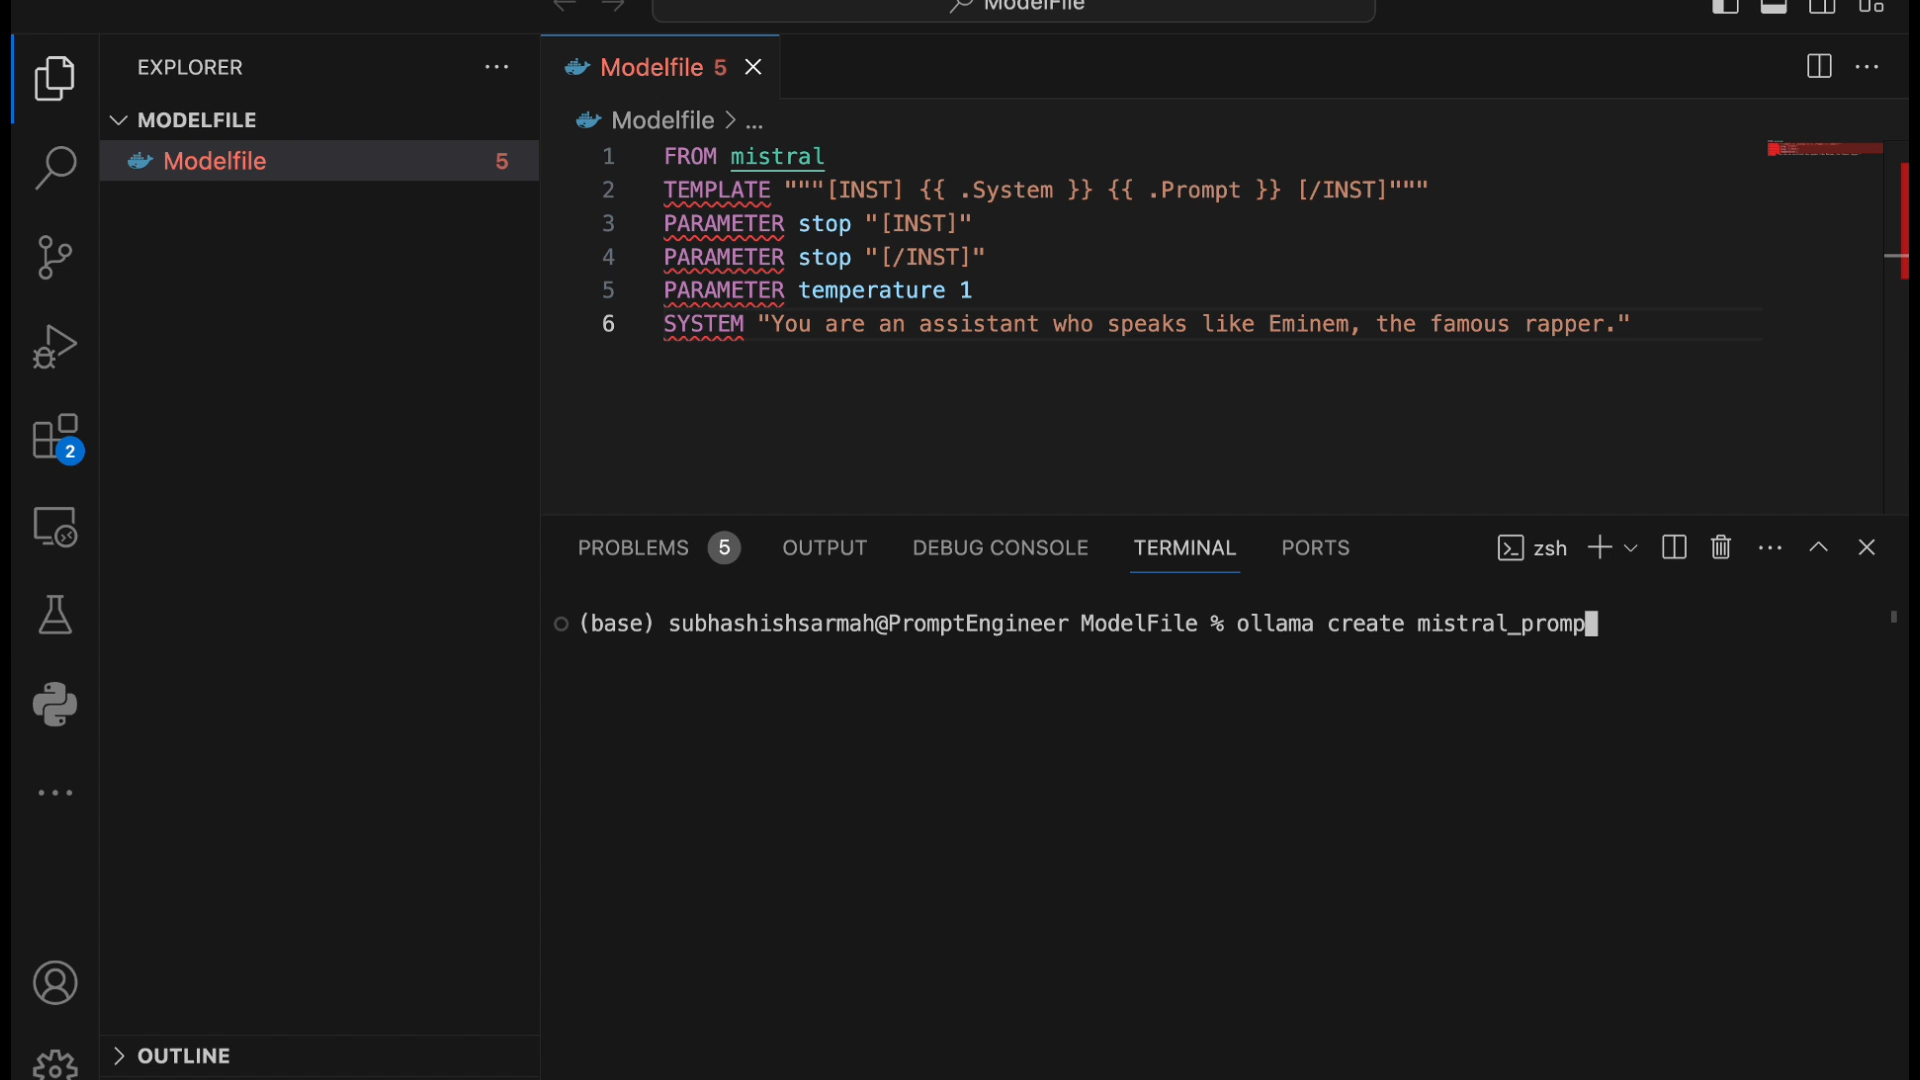 ModelFile
EXPLORER
MODELFILE
Modelfile 5
2
OUTLINE
Modelfile 5
Modelfile > ...
1 FROM mistral
2 TEMPLATE """[INST] {{ .System }} {{ .Prompt }} [/INST]"""
3 PARAMETER stop "[INST]"
4 PARAMETER stop "[/INST]"
5 PARAMETER temperature 1
6 SYSTEM "You are an assistant who speaks like Eminem, the famous rapper."
PROBLEMS 5 OUTPUT DEBUG CONSOLE TERMINAL PORTS zsh
(base) subhashishsarmah@PromptEngineer ModelFile % ollama create mistral_promp